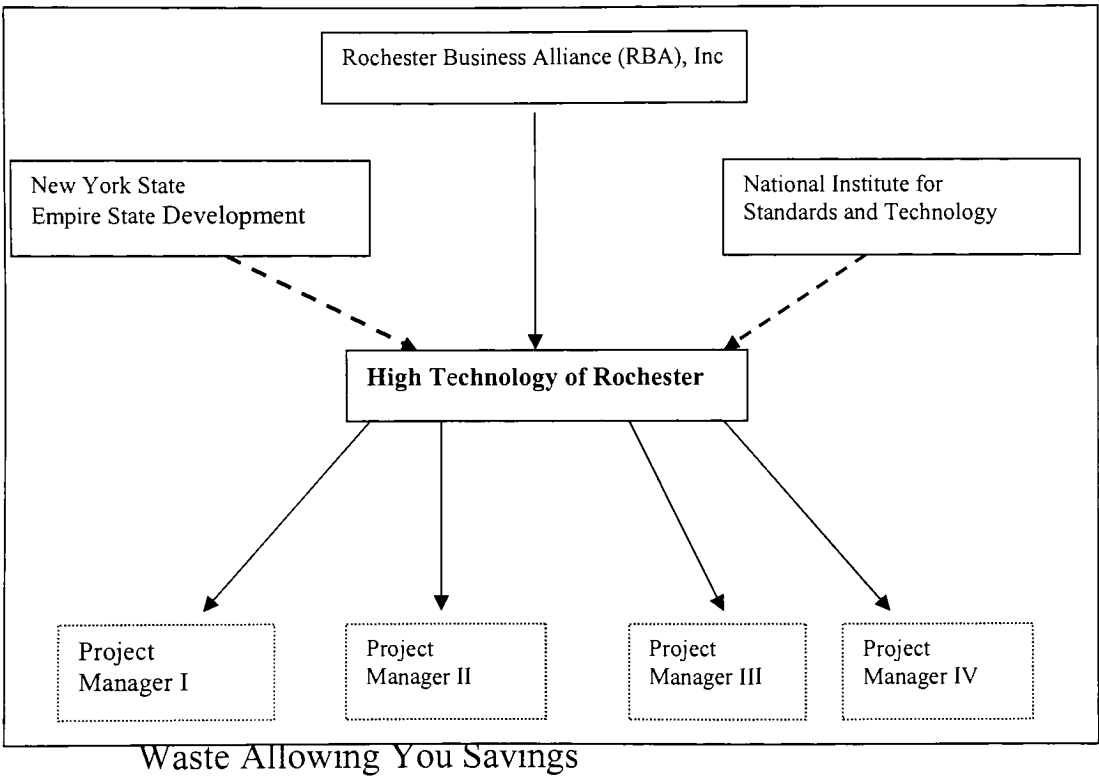 Rochester Business Alliance (RBA), Inc
New York State
Empire State Development
National Institute for
Standards and Technology
High Technology of Rochester
Project
Manager I
Project
Manager II
Project
Manager III
Project
Manager IV
Waste Allowing You Savings